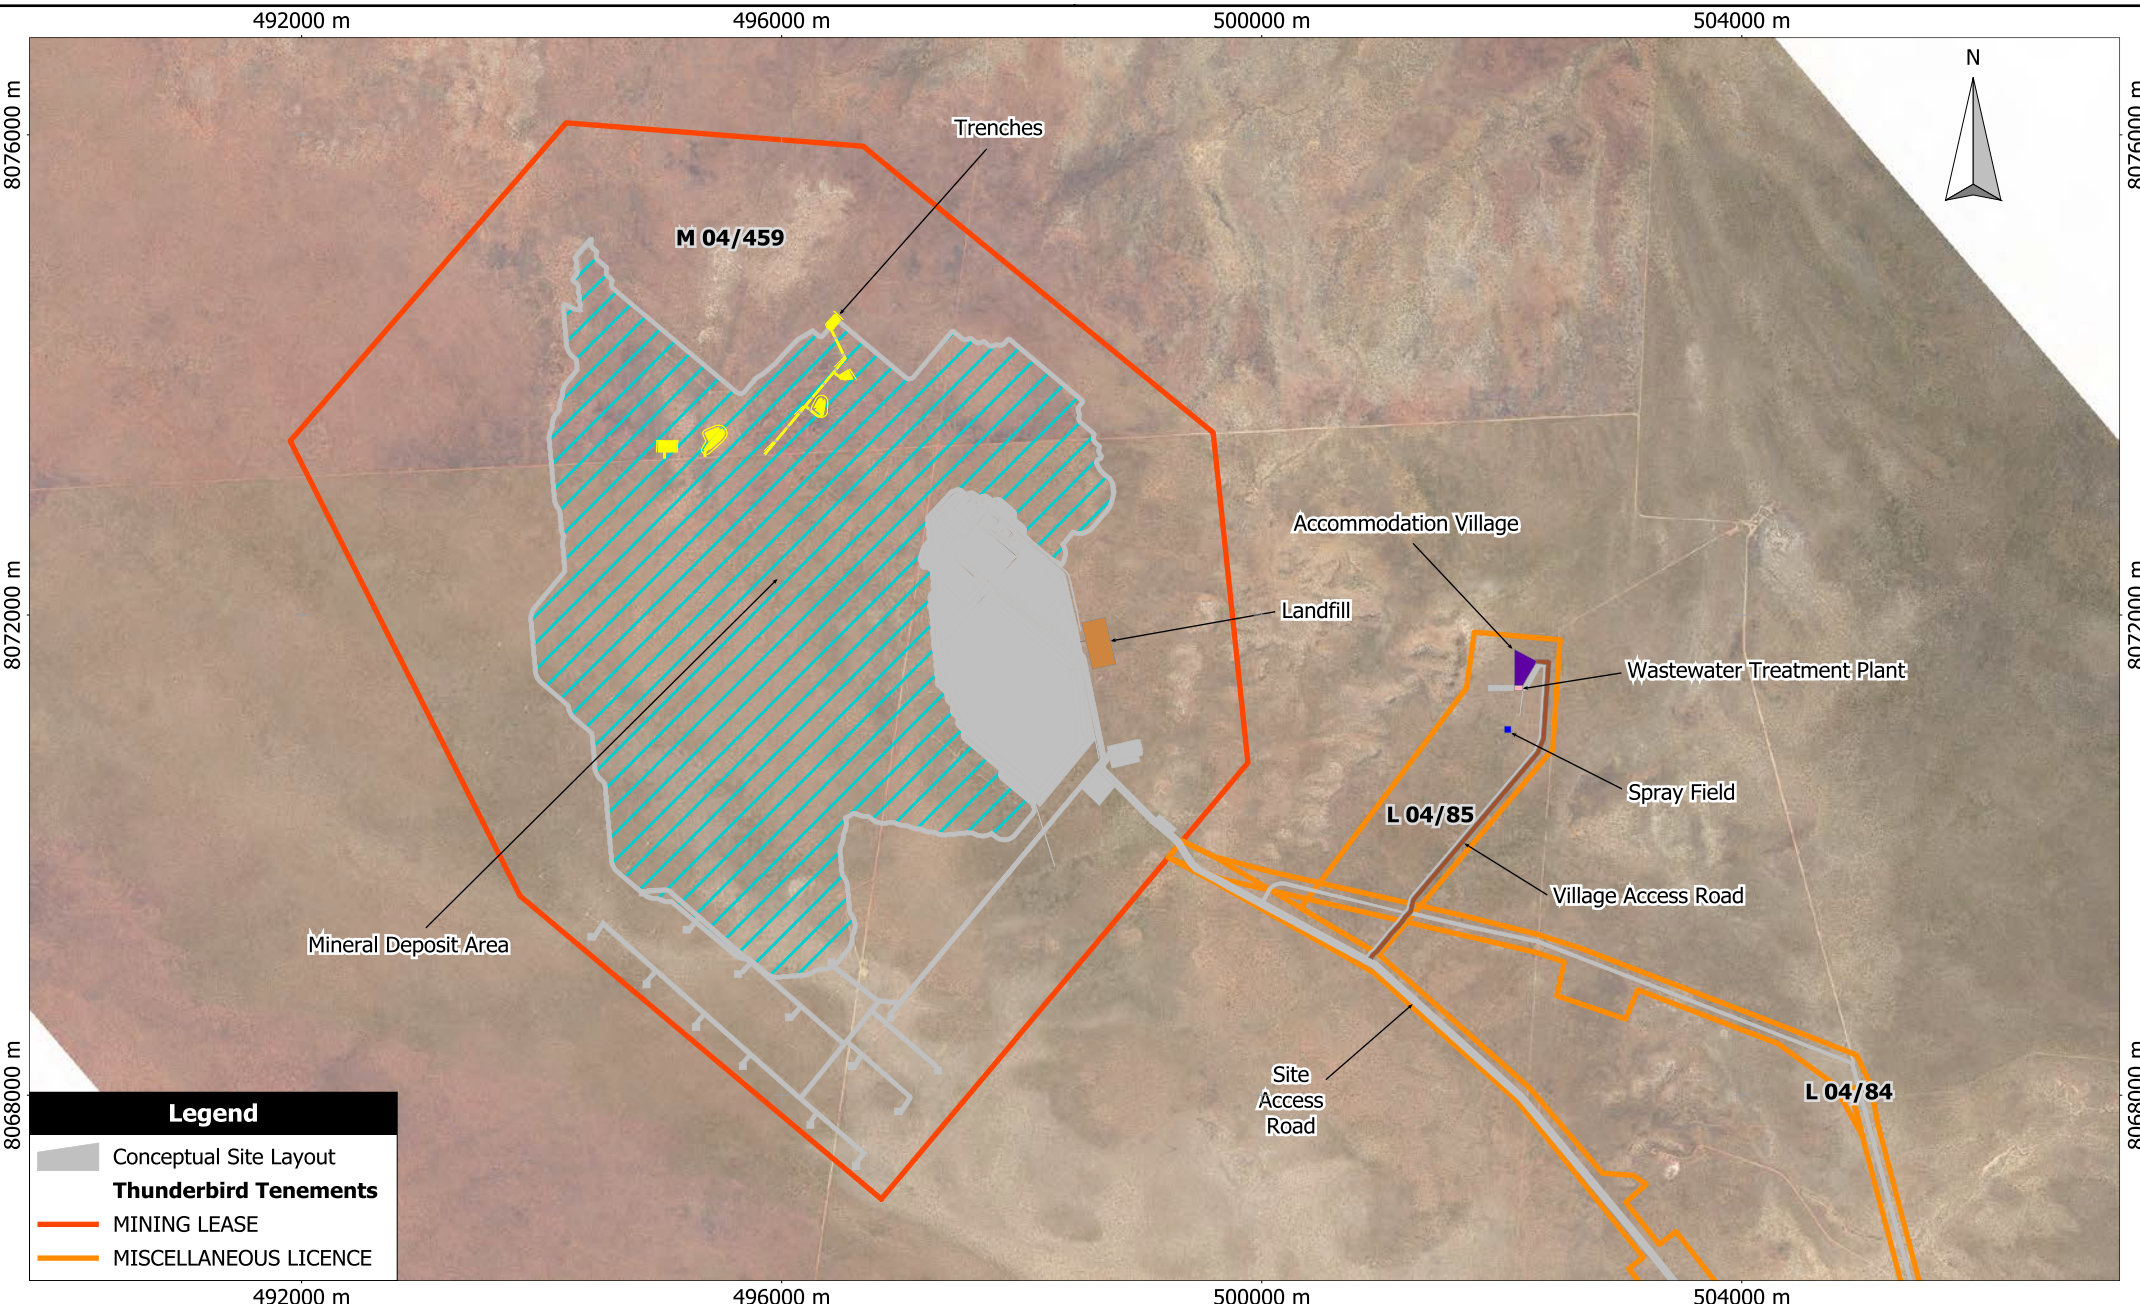 492000 m 496000 m 500000 m 504000 m
8076000 m
8076000 m
N
Trenches
M 04/459
Accommodation Village
8072000 m
8072000 m
Landfill
Wastewater Treatment Plant
Spray Field
L 04/85
Village Access Road
Mineral Deposit Area
Site
Access
Road
L 04/84
8068000 m
8068000 m
Legend
Conceptual Site Layout
Thunderbird Tenements
MINING LEASE
MISCELLANEOUS LICENCE
492000 m 496000 m 500000 m 504000 m